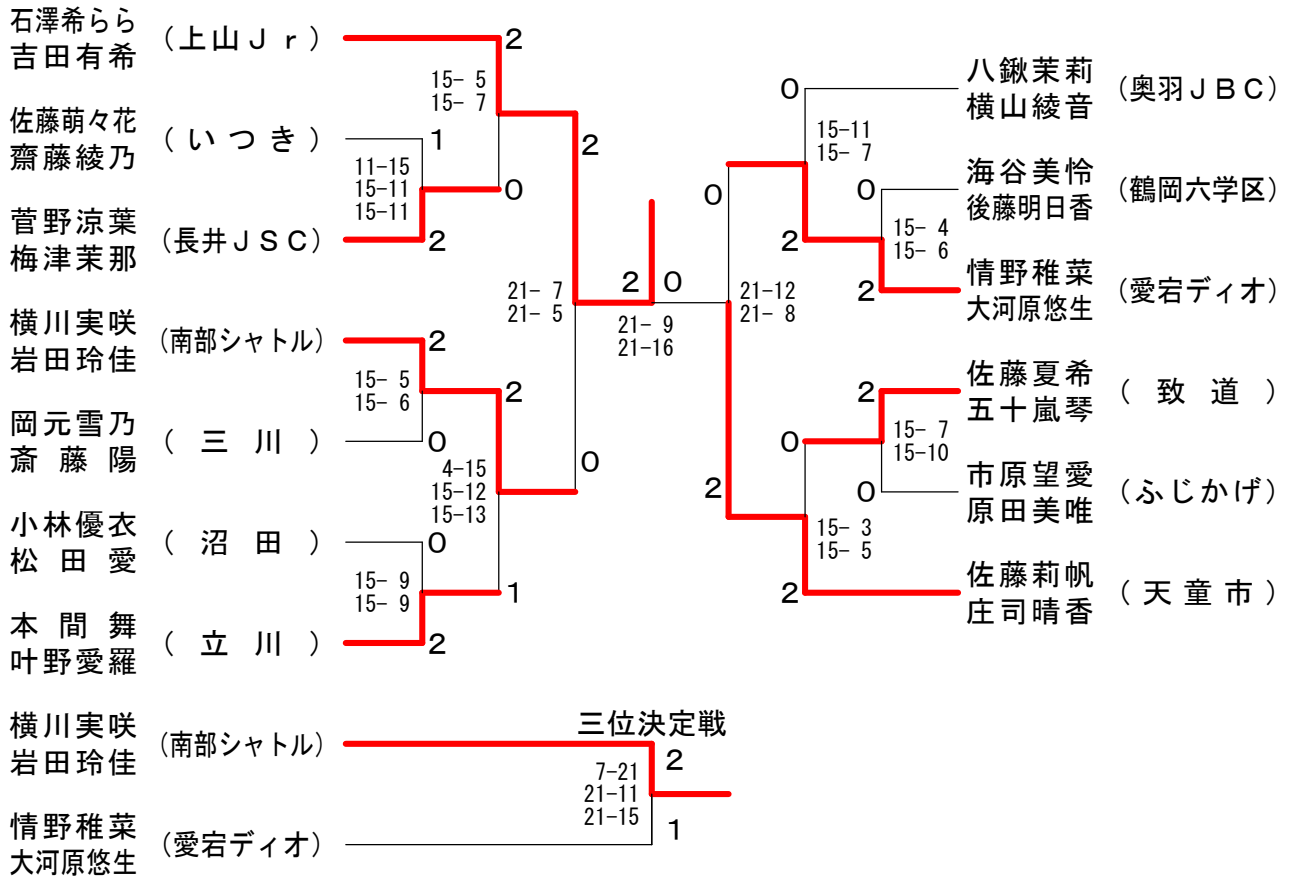 石澤希らら
吉田有希
（上山Ｊｒ）
2
15- 5
15- 7
佐藤萌々花
齋藤綾乃
（いつき）
1
11-15
15-11
15-11
0
菅野涼葉
梅津茉那
（長井ＪＳＣ）
2
2
横川実咲
岩田玲佳
（南部シャトル）
2
15- 5
15- 6
2
岡元雪乃
斎藤陽
（三川）
0
4-15
15-12
15-13
小林優衣
松田愛
（沼田）
0
15- 9
15- 9
1
本間舞
叶野愛羅
（立川）
2
21- 7
21- 5
0
2
0
21- 9
21-16
0
八鍬茉莉
横山綾音
（奥羽ＪＢＣ）
15-11
15- 7
0
0
海谷美怜
後藤明日香
（鶴岡六学区）
15- 4
15- 6
2
2
情野稚菜
大河原悠生
（愛宕ディオ）
21-12
21- 8
2
佐藤夏希
五十嵐琴
（致道）
0
15- 7
15-10
2
0
市原望愛
原田美唯
（ふじかげ）
15- 3
15- 5
2
佐藤莉帆
庄司晴香
（天童市）
三位決定戦
横川実咲
岩田玲佳
（南部シャトル）
2
7-21
21-11
21-15
1
情野稚菜
大河原悠生
（愛宕ディオ）